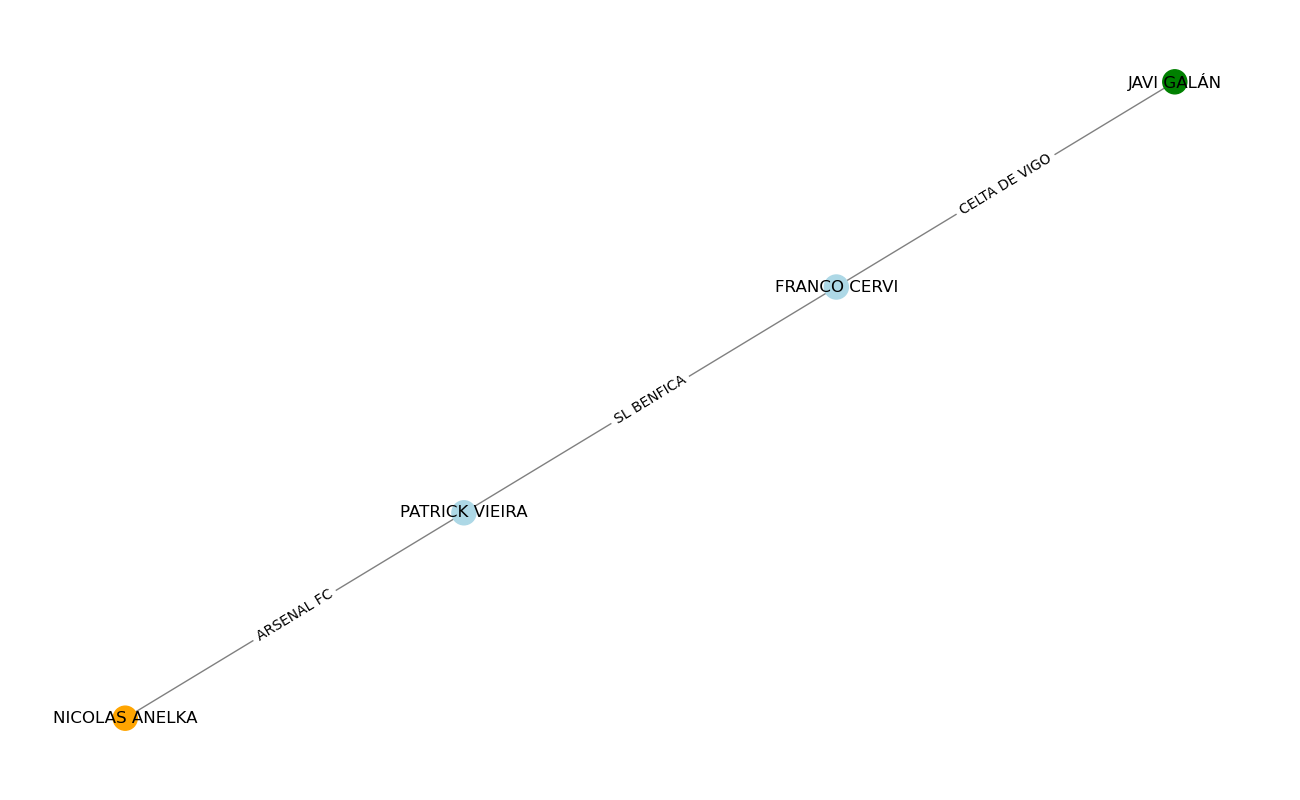 JAVI GALÁN
CELTA DE VIGO
FRANCO CERVI
SL BENFICA
PATRICK VIEIRA
ARSENAL FC
NICOLAS ANELKA